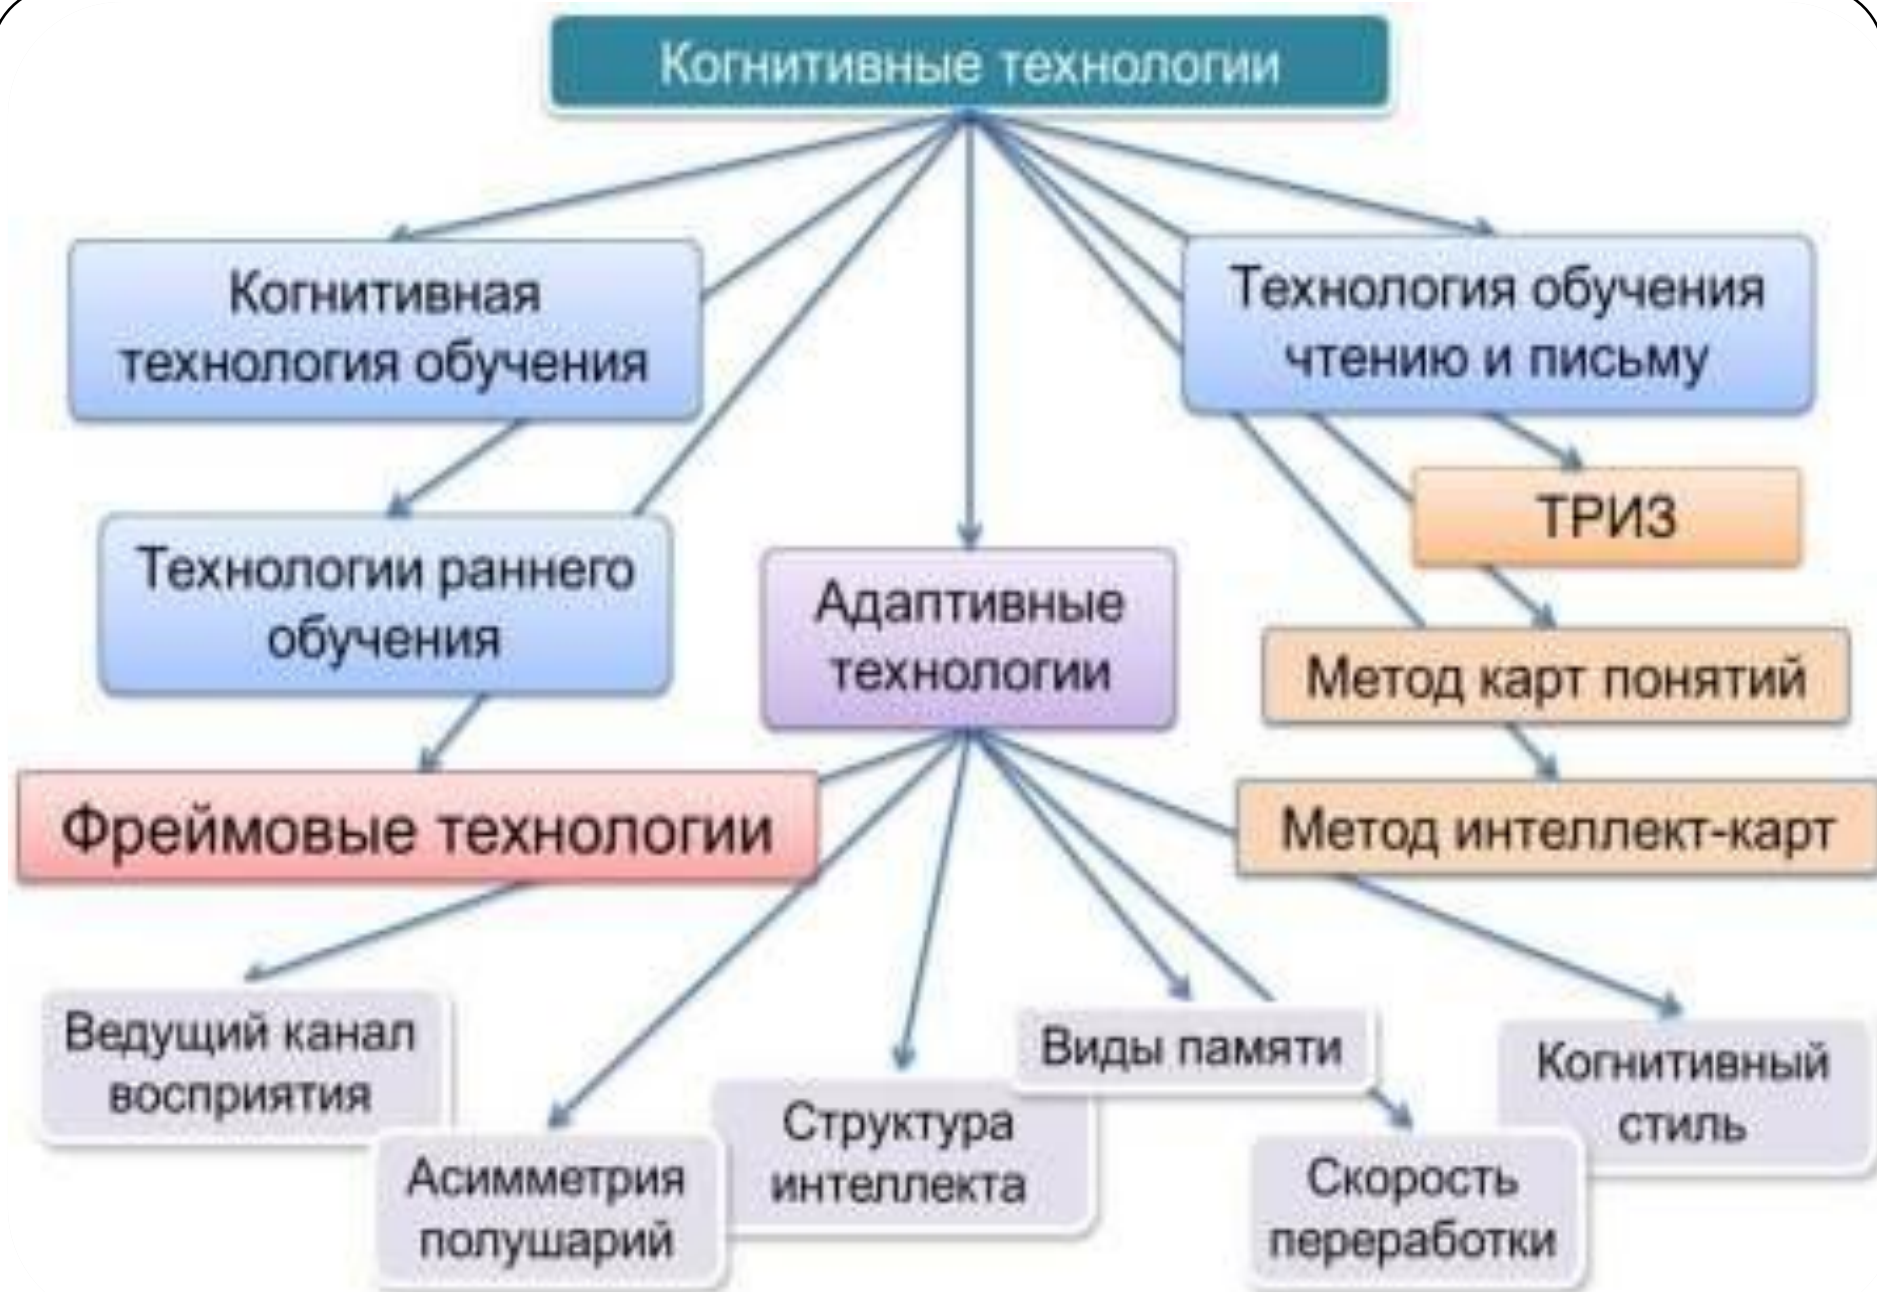 Когнитивные технологии
Когнитивная
технология обучения
Технология обучения
чтению и письму
ТРИЗ
Технологии раннего
обучения
Адаптивные
технологии
Метод карт понятий
Фреймовые технологии
Метод интеллект-карт
Ведущий канал
восприятия
Асимметрия
полушарий
Структура
интеллекта
Виды памяти
Скорость
переработки
Когнитивный
стиль